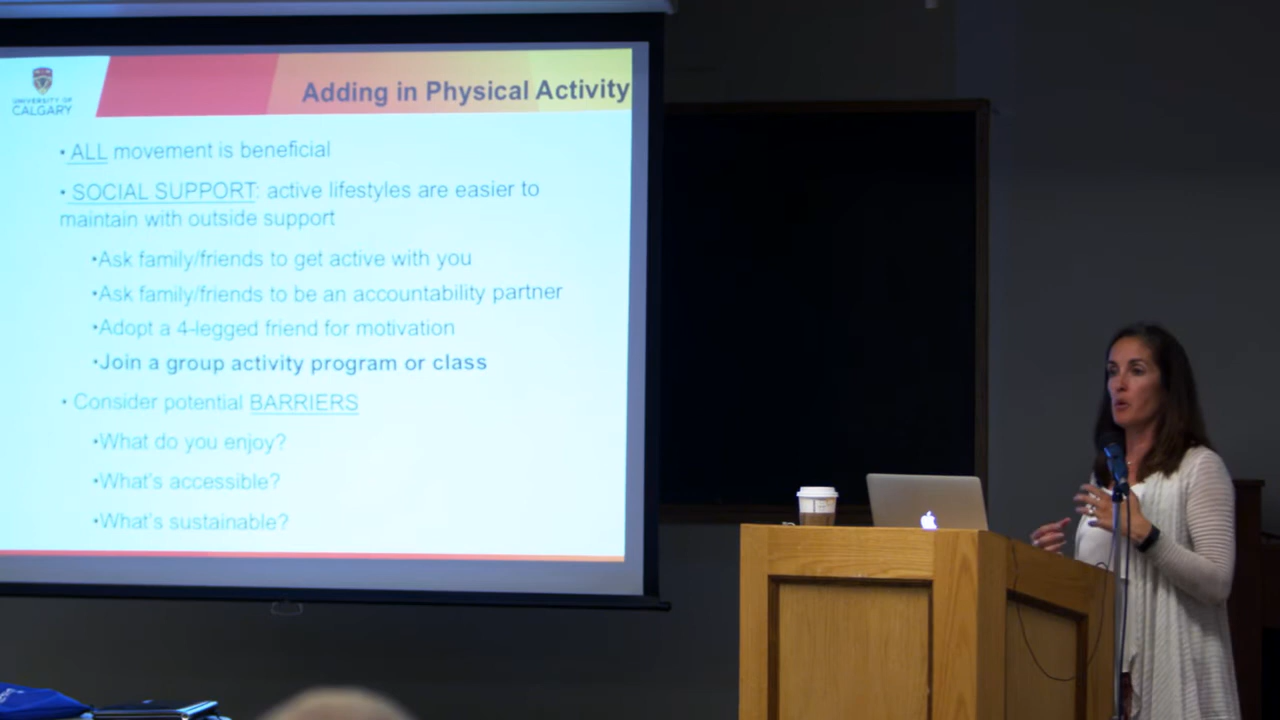 UNIVERSITY OF
CALGARY
Adding in Physical Activity
• ALL movement is beneficial
• SOCIAL SUPPORT: active lifestyles are easier to
maintain with outside support
•Ask family/friends to get active with you
•Ask family/friends to be an accountability partner
•Adopt a 4-legged friend for motivation
•Join a group activity program or class
• Consider potential BARRIERS
•What do you enjoy?
•What's accessible?
•What's sustainable?